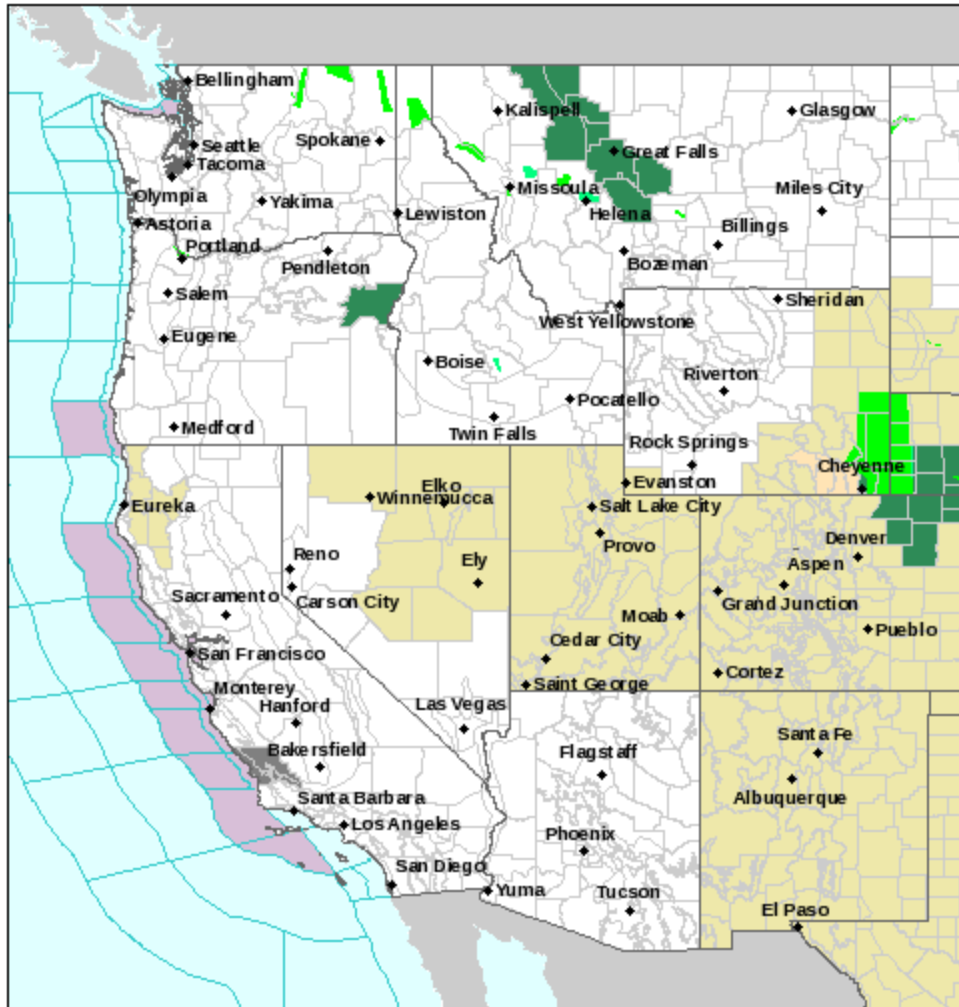 Bellingham
Kalispell
Glasgow
Seattle
Spokane
Great Falls
Tacoma
Olympia
Missoula
Miles City
Yakima
Lewiston
Helena
Astoria
Billings
Portland
Pendleton
Bozeman
Salem
Sheridan
West Yellowstone
Eugene
Boise
Riverton
Pocatello
Medford
Twin Falls
Rock Springs
Cheyenne
Evanston
Elko
Winnemucca
Eureka
Salt Lake City
Provo
Denver
Reno
Ely
Aspen
Sacramento
Carson City
Grand Junction
Moab
Pueblo
Cedar City
San Francisco
Cortez
Saint George
Monterey
Hanford
Las Vegas
Bakersfield
Flagstaff
Santa Fe
Albuquerque
Santa Barbara
Los Angeles
Phoenix
San Diego
Yuma
Tucson
El Paso